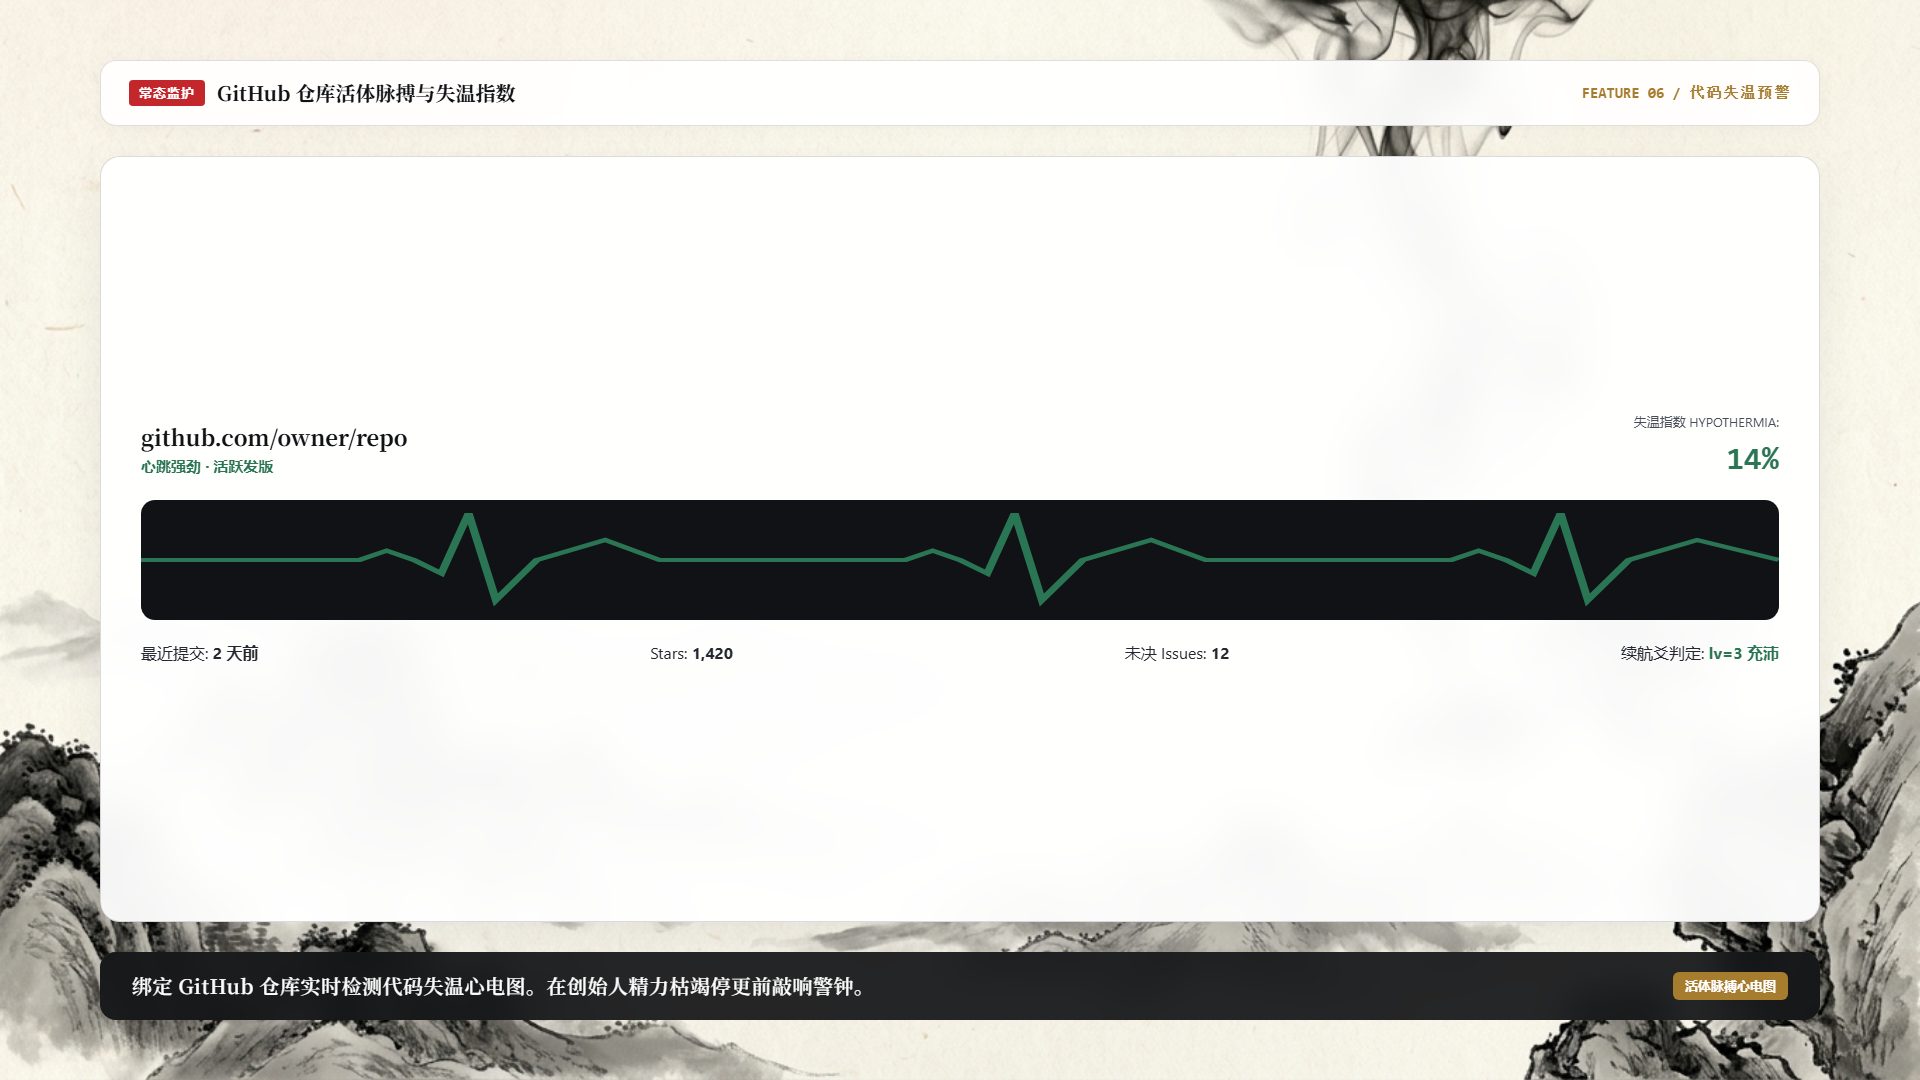 常态监护
GitHub 仓库活体脉搏与失温指数
FEATURE 06 / 代码失温预警
github.com/owner/repo
心跳强劲 · 活跃发版
失温指数 HYPOTHERMIA:
14%
最近提交: 2 天前
Stars: 1,420
未决 Issues: 12
续航爻判定: lv=3 充沛
绑定 GitHub 仓库实时检测代码失温心电图。在创始人精力枯竭停更前敲响警钟。
活体脉搏心电图